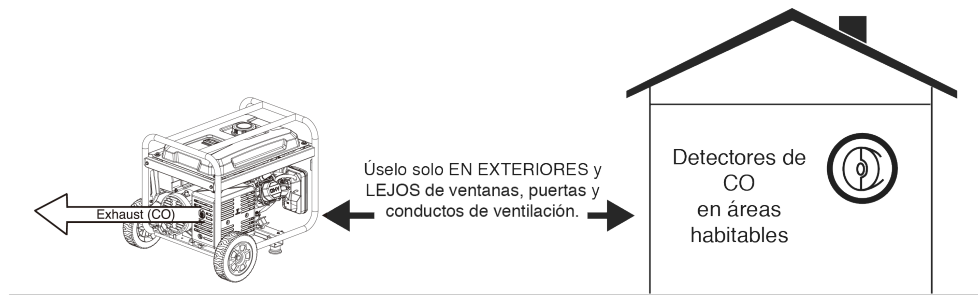 Úselo solo EN EXTERIORES y
LEJOS de ventanas, puertas y
conductos de ventilación.
Exhaust (CO)
Detectores de
CO
en áreas
habitables